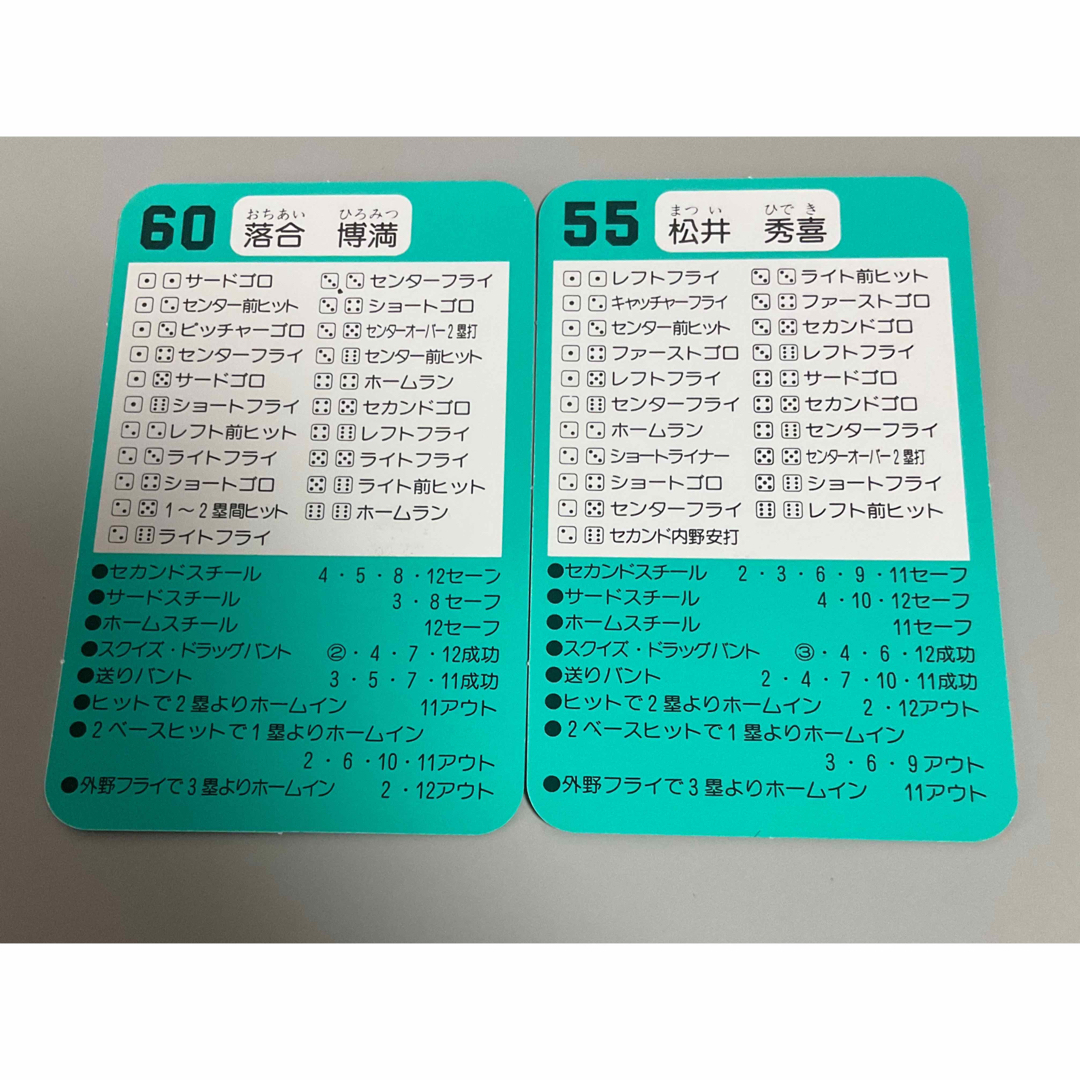 60
おちあい ひろみつ
落合 博満
サードゴロ
センター前ヒット
ピッチャーゴロ
センターフライ
サードゴロ
ショートフライ
レフト前ヒット
ライトフライ
ショートゴロ
1〜2塁間ヒット
ライトフライ
センターフライ
ショートゴロ
センターオーバー2塁打
センター前ヒット
ホームラン
セカンドゴロ
レフトフライ
ライトフライ
ライト前ヒット
ホームラン
●セカンドスチール 4・5・8・12セーフ
●サードスチール 3・8セーフ
●ホームスチール 12セーフ
●スクイズ・ドラッグバント ②・4・7・12成功
●送りバント 3・5・7・11成功
●ヒットで2塁よりホームイン 11アウト
●2ベースヒットで1塁よりホームイン
2・6・10・11アウト
●外野フライで3塁よりホームイン 2・12アウト
55
まつい ひでき
松井 秀喜
レフトフライ
キャッチャーフライ
センター前ヒット
ファーストゴロ
レフトフライ
センターフライ
ホームラン
ショートライナー
ショートゴロ
センターフライ
セカンド内野安打
ライト前ヒット
ファーストゴロ
セカンドゴロ
レフトフライ
サードゴロ
セカンドゴロ
センターフライ
センターオーバー2塁打
ショートフライ
レフト前ヒット
●セカンドスチール 2・3・6・9・11セーフ
●サードスチール 4・10・12セーフ
●ホームスチール 11セーフ
●スクイズ・ドラッグバント ③・4・6・12成功
●送りバント 2・4・7・10・11成功
●ヒットで2塁よりホームイン 2・12アウト
●2ベースヒットで1塁よりホームイン
3・6・9アウト
●外野フライで3塁よりホームイン 11アウト